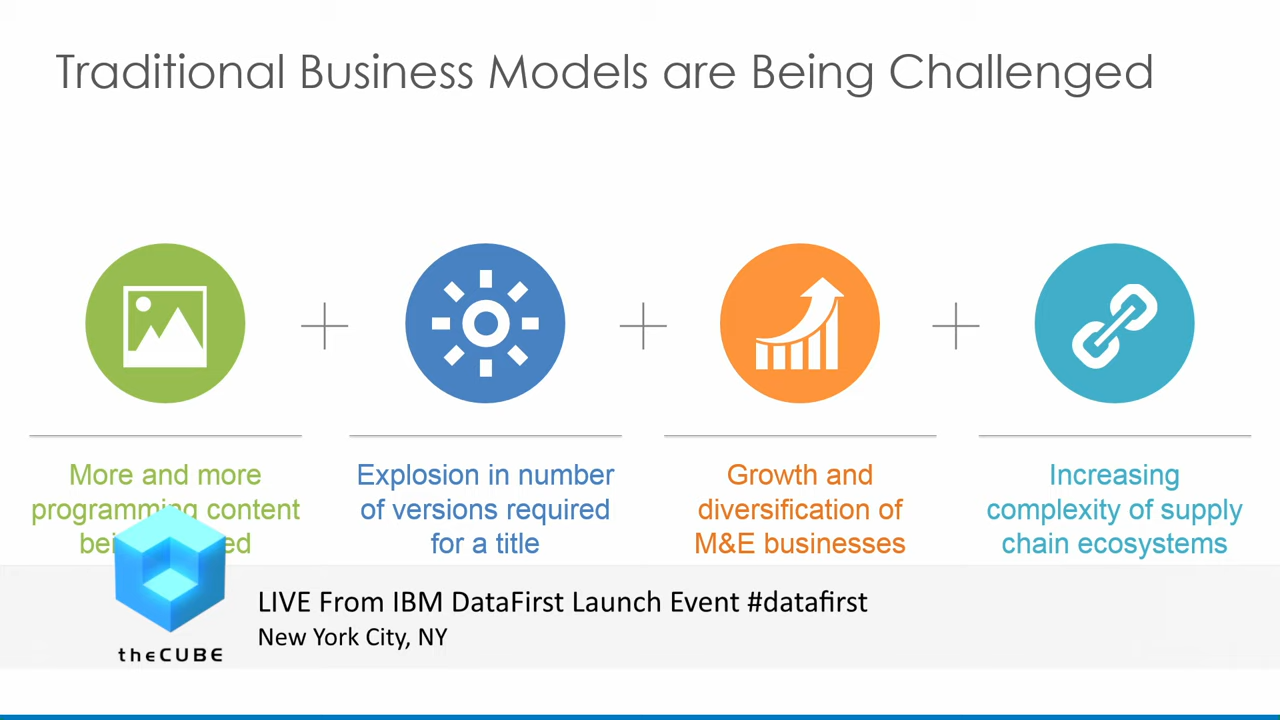 Traditional Business Models are Being Challenged
More and more
programming content
Explosion in number
of versions required
for a title
Growth and
diversification of
M&E businesses
Increasing
complexity of supply
chain ecosystems
LIVE From IBM DataFirst Launch Event #datafirst
New York City, NY
theCUBE